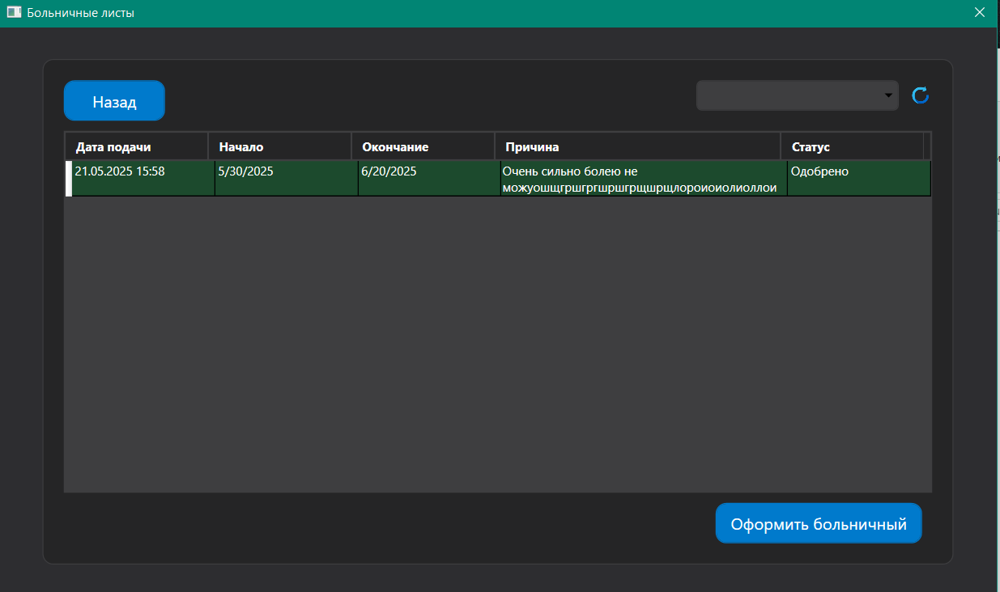 Больничные листы
Назад
Дата подачи Начало Окончание Причина Статус
21.05.2025 15:58 5/30/2025 6/20/2025 Очень сильно болею не Одобрено
можуошщгршгргшршгрщшрщлороиоиолиоллои
Оформить больничный